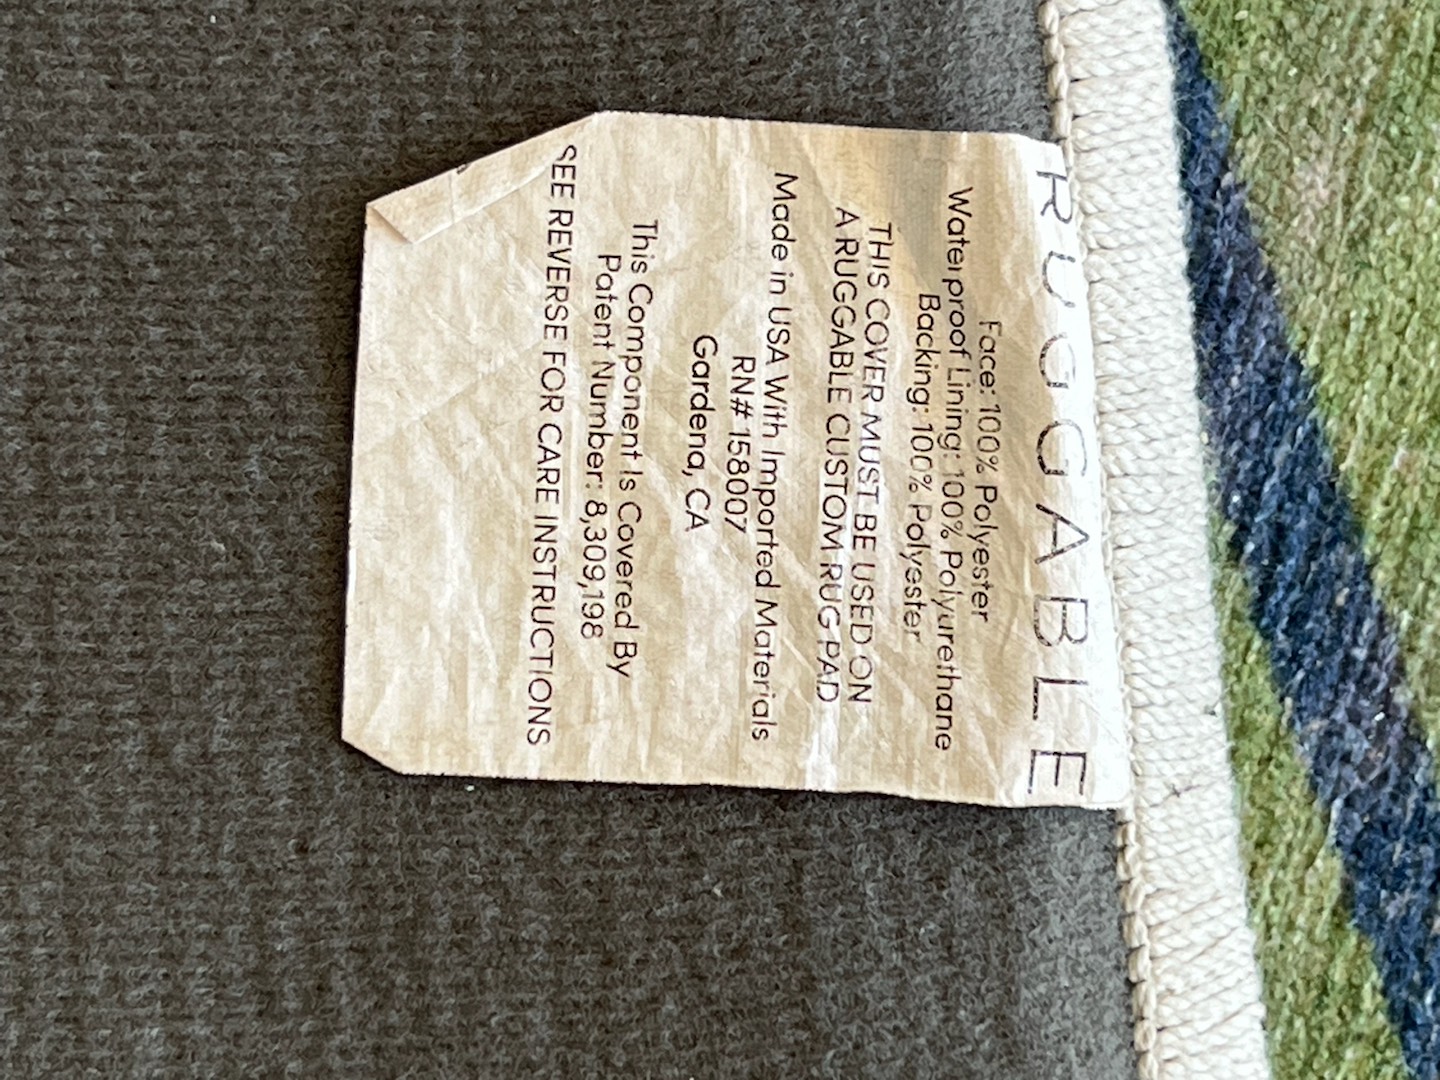 RUGGABLE
Face: 100% Polyester
Waterproof Lining: 100% Polyurethane
Backing: 100% Polyester
THIS COVER MUST BE USED ON
A RUGGABLE CUSTOM RUG PAD
Made in USA With Imported Materials
RN# 158007
Gardena, CA
This Component Is Covered By
Patent Number: 8,309,198
SEE REVERSE FOR CARE INSTRUCTIONS